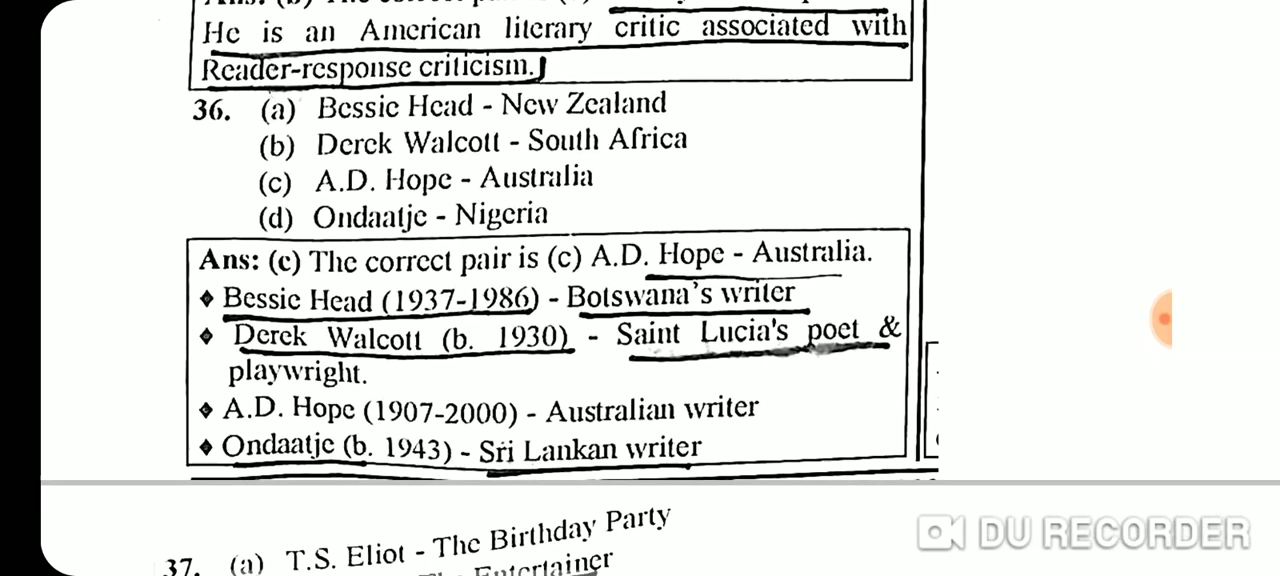 He is an American literary critic associated with
Reader-response criticism.
36. (a) Bessie Head - New Zealand
(b) Derek Walcott - South Africa
(c) A.D. Hope - Australia
(d) Ondaatje - Nigeria
Ans: (c) The correct pair is (c) A.D. Hope - Australia.
Bessie Head (1937-1986) - Botswana's writer
Derek Walcott (b. 1930) - Saint Lucia's poet &
playwright.
A.D. Hope (1907-2000) - Australian writer
Ondaatje (b. 1943) - Sri Lankan writer
37. (a) T.S. Eliot - The Birthday Party
Entertainer
DU RECORDER